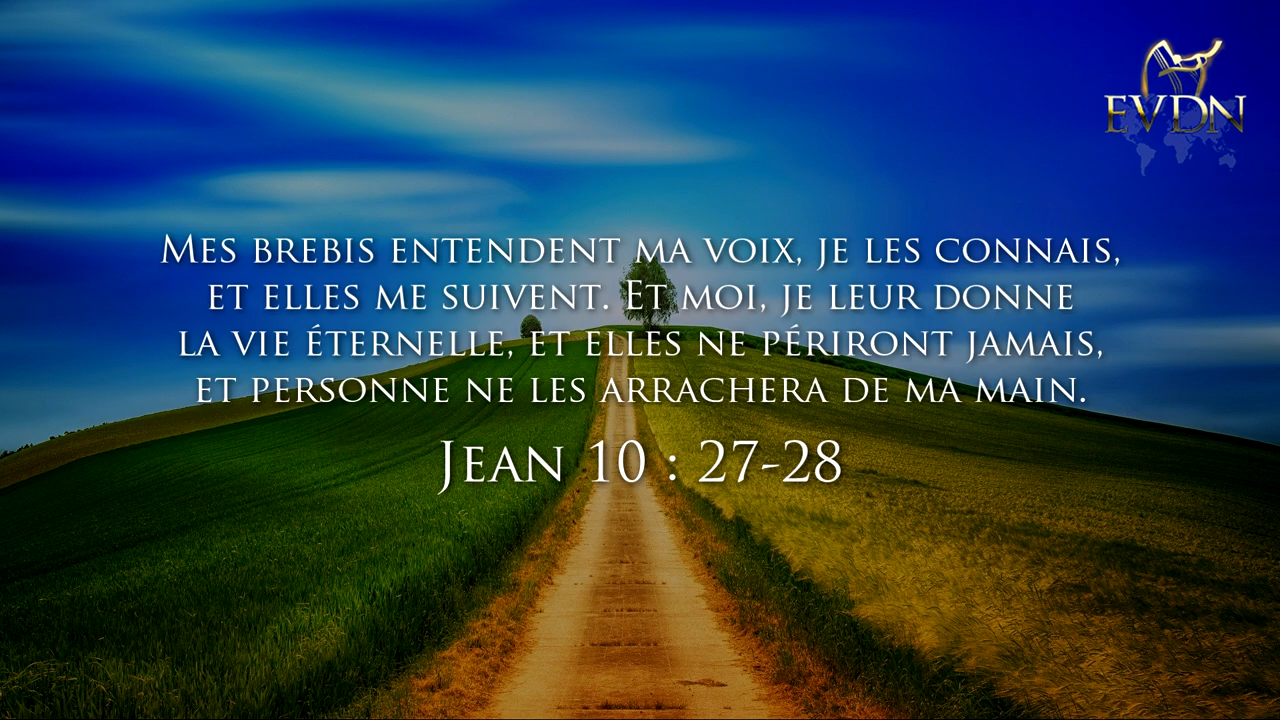 EVDN
Mes brebis entendent ma voix, je les connais,
et elles me suivent. Et moi, je leur donne
la vie éternelle, et elles ne périront jamais,
et personne ne les arrachera de ma main.
Jean 10 : 27-28